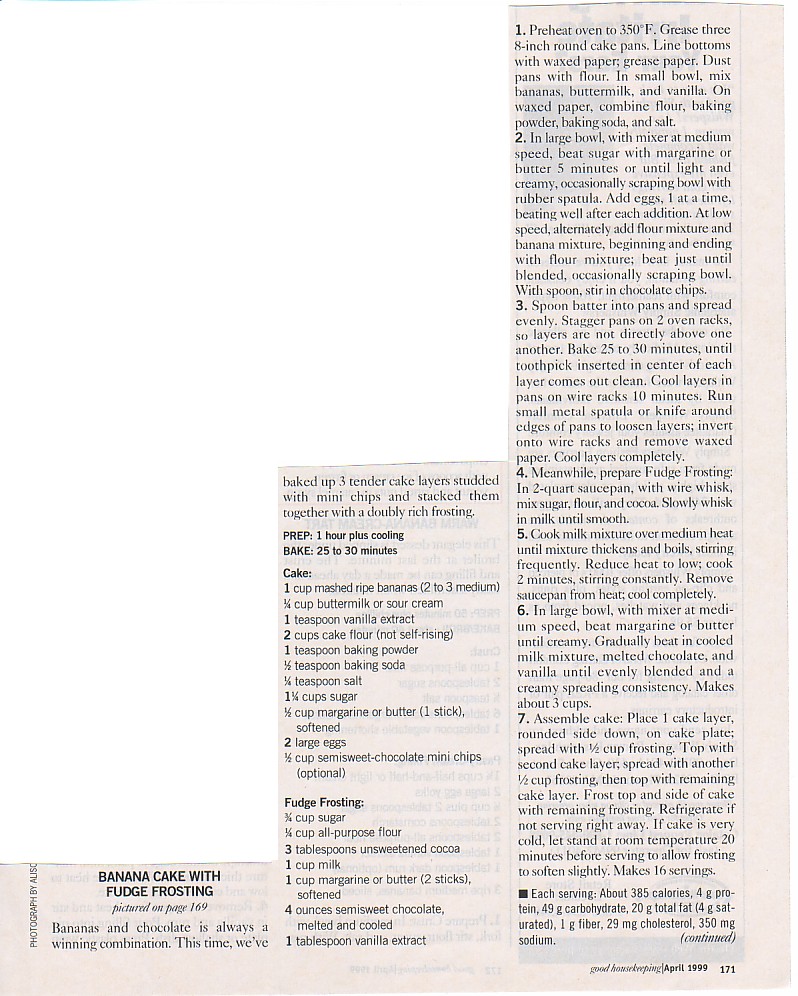 BANANA CAKE WITH
FUDGE FROSTING
pictured on page 169
Bananas and chocolate is always a
winning combination. This time, we've
baked up 3 tender cake layers studded
with mini chips and stacked them
together with a doubly rich frosting.
PREP: 1 hour plus cooling
BAKE: 25 to 30 minutes
Cake:
1 cup mashed ripe bananas (2 to 3 medium)
¼ cup buttermilk or sour cream
1 teaspoon vanilla extract
2 cups cake flour (not self-rising)
1 teaspoon baking powder
½ teaspoon baking soda
¼ teaspoon salt
1¼ cups sugar
½ cup margarine or butter (1 stick),
softened
2 large eggs
½ cup semisweet-chocolate mini chips
(optional)
Fudge Frosting:
¾ cup sugar
¼ cup all-purpose flour
3 tablespoons unsweetened cocoa
1 cup milk
1 cup margarine or butter (2 sticks),
softened
4 ounces semisweet chocolate,
melted and cooled
1 tablespoon vanilla extract
1. Preheat oven to 350°F. Grease three
8-inch round cake pans. Line bottoms
with waxed paper; grease paper. Dust
pans with flour. In small bowl, mix
bananas, buttermilk, and vanilla. On
waxed paper, combine flour, baking
powder, baking soda, and salt.
2. In large bowl, with mixer at medium
speed, beat sugar with margarine or
butter 5 minutes or until light and
creamy, occasionally scraping bowl with
rubber spatula. Add eggs, 1 at a time,
beating well after each addition. At low
speed, alternately add flour mixture and
banana mixture, beginning and ending
with flour mixture; beat just until
blended, occasionally scraping bowl.
With spoon, stir in chocolate chips.
3. Spoon batter into pans and spread
evenly. Stagger pans on 2 oven racks,
so layers are not directly above one
another. Bake 25 to 30 minutes, until
toothpick inserted in center of each
layer comes out clean. Cool layers in
pans on wire racks 10 minutes. Run
small metal spatula or knife around
edges of pans to loosen layers; invert
onto wire racks and remove waxed
paper. Cool layers completely.
4. Meanwhile, prepare Fudge Frosting:
In 2-quart saucepan, with wire whisk,
mix sugar, flour, and cocoa. Slowly whisk
in milk until smooth.
5. Cook milk mixture over medium heat
until mixture thickens and boils, stirring
frequently. Reduce heat to low; cook
2 minutes, stirring constantly. Remove
saucepan from heat; cool completely.
6. In large bowl, with mixer at medi-
um speed, beat margarine or butter
until creamy. Gradually beat in cooled
milk mixture, melted chocolate, and
vanilla until evenly blended and a
creamy spreading consistency. Makes
about 3 cups.
7. Assemble cake: Place 1 cake layer,
rounded side down, on cake plate;
spread with ½ cup frosting. Top with
second cake layer; spread with another
½ cup frosting, then top with remaining
cake layer. Frost top and side of cake
with remaining frosting. Refrigerate if
not serving right away. If cake is very
cold, let stand at room temperature 20
minutes before serving to allow frosting
to soften slightly. Makes 16 servings.
■ Each serving: About 385 calories, 4 g pro-
tein, 49 g carbohydrate, 20 g total fat (4 g sat-
urated), 1 g fiber, 29 mg cholesterol, 350 mg
sodium. (continued)
good housekeeping|April 1999 171
PHOTOGRAPH BY